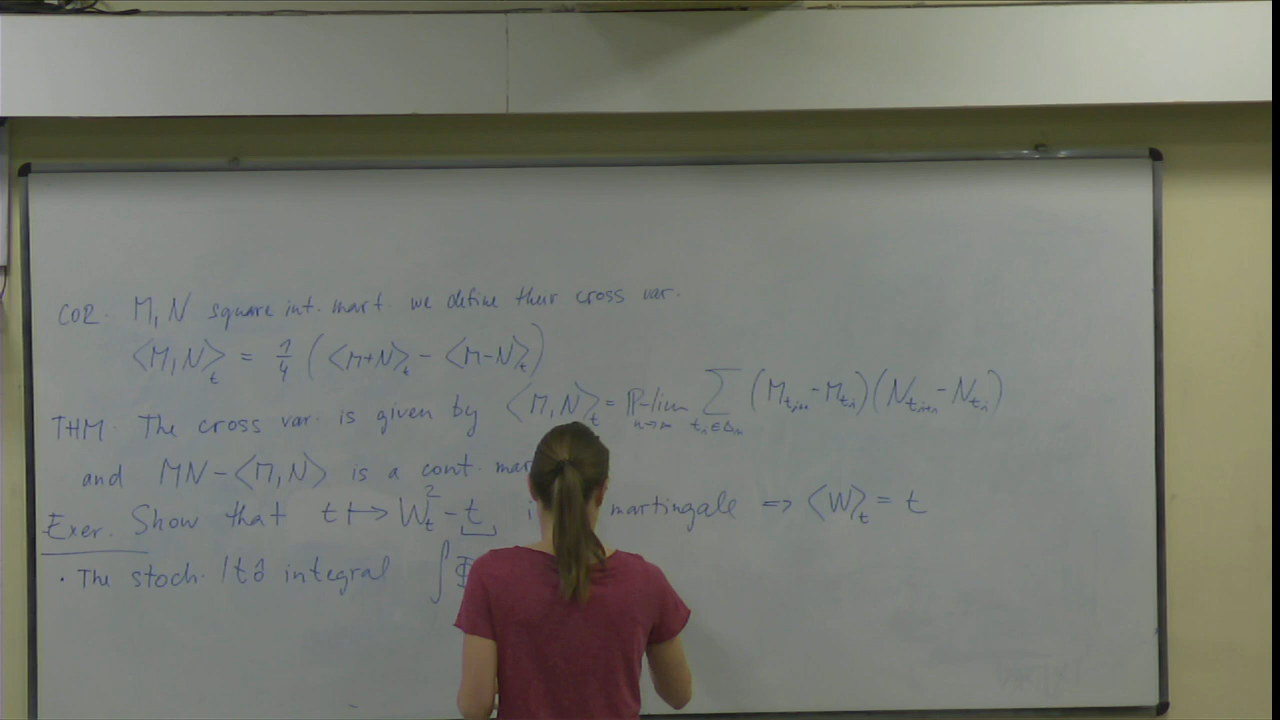 COR. M, N square int. mart we define their cross var.
⟨M,N⟩_t = 1/4 (⟨M+N⟩_t - ⟨M-N⟩_t)
THM. The cross var. is given by ⟨M,N⟩_t = P-lim_{n→∞} ∑_{t_i∈Δ_n} (M_{t_{i+1}} - M_{t_i})(N_{t_{i+1}} - N_{t_i})
and MN - ⟨M,N⟩ is a cont. mar
Exer. Show that t ↦ W_t^2 - t martingale => ⟨W⟩_t = t
· The stoch. Itô integral ∫ Φ